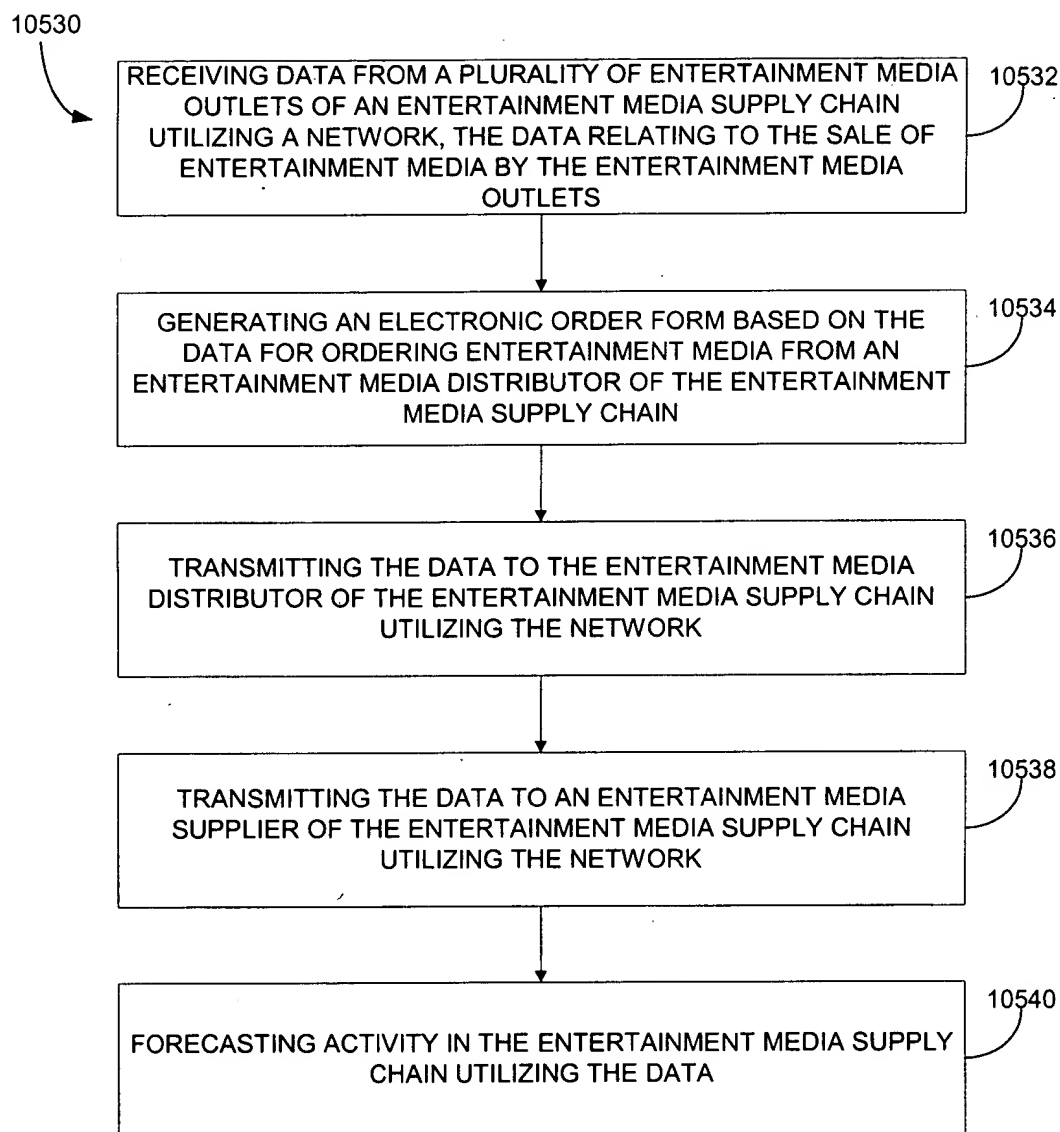 10530
RECEIVING DATA FROM A PLURALITY OF ENTERTAINMENT MEDIA
OUTLETS OF AN ENTERTAINMENT MEDIA SUPPLY CHAIN
UTILIZING A NETWORK, THE DATA RELATING TO THE SALE OF
ENTERTAINMENT MEDIA BY THE ENTERTAINMENT MEDIA
OUTLETS
10532
GENERATING AN ELECTRONIC ORDER FORM BASED ON THE
DATA FOR ORDERING ENTERTAINMENT MEDIA FROM AN
ENTERTAINMENT MEDIA DISTRIBUTOR OF THE ENTERTAINMENT
MEDIA SUPPLY CHAIN
10534
TRANSMITTING THE DATA TO THE ENTERTAINMENT MEDIA
DISTRIBUTOR OF THE ENTERTAINMENT MEDIA SUPPLY CHAIN
UTILIZING THE NETWORK
10536
TRANSMITTING THE DATA TO AN ENTERTAINMENT MEDIA
SUPPLIER OF THE ENTERTAINMENT MEDIA SUPPLY CHAIN
UTILIZING THE NETWORK
10538
FORECASTING ACTIVITY IN THE ENTERTAINMENT MEDIA SUPPLY
CHAIN UTILIZING THE DATA
10540